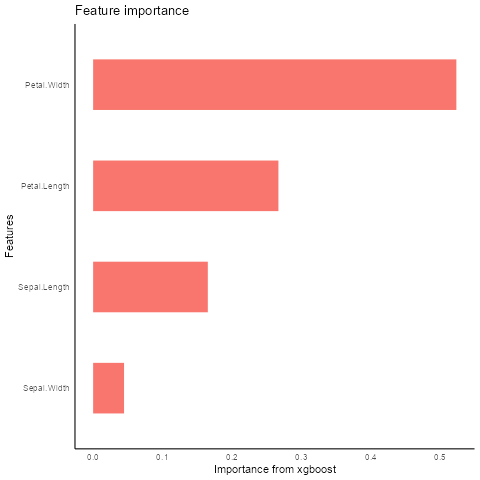 Feature importance
Petal.Width
Petal.Length
Sepal.Length
Sepal.Width
Features
0.0 0.1 0.2 0.3 0.4 0.5
Importance from xgboost